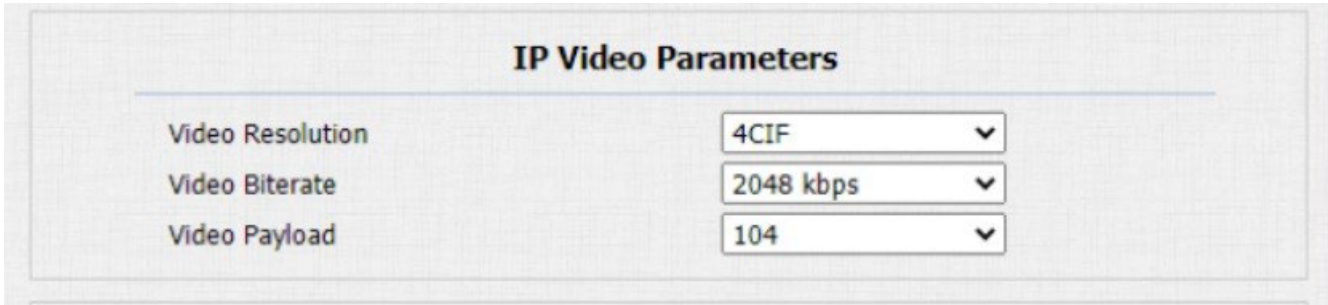 IP Video Parameters
Video Resolution 4CIF
Video Biterate 2048 kbps
Video Payload 104